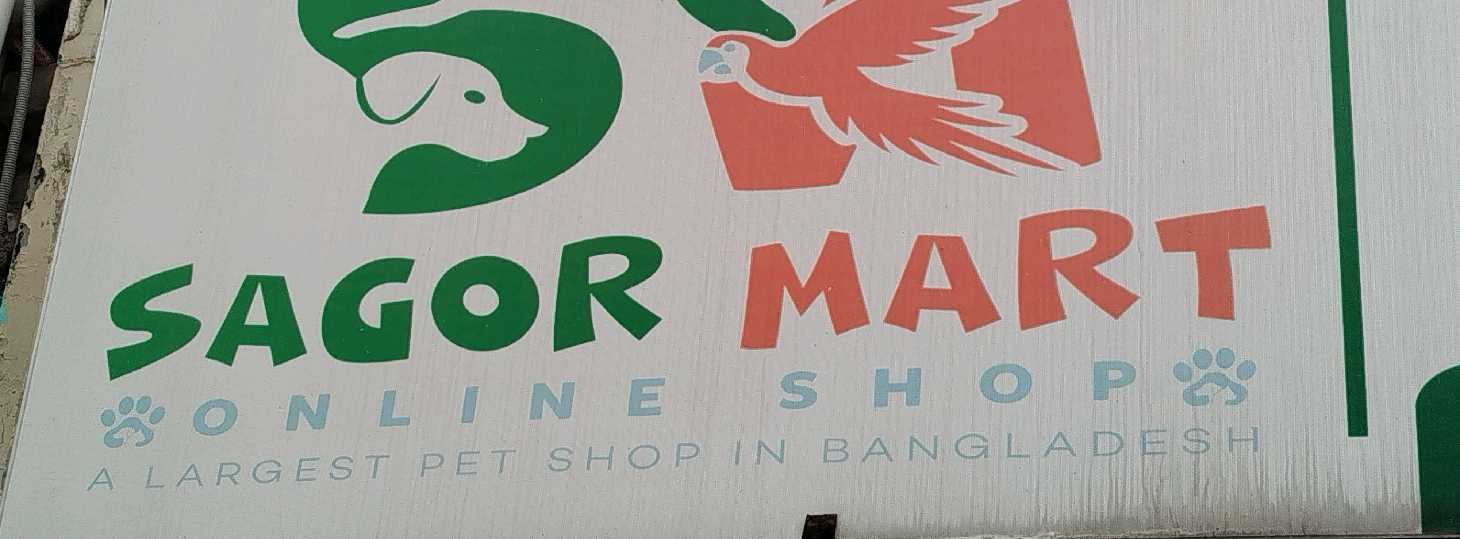 SAGOR MART
ONLINE SHOP
A LARGEST PET SHOP IN BANGLADESH